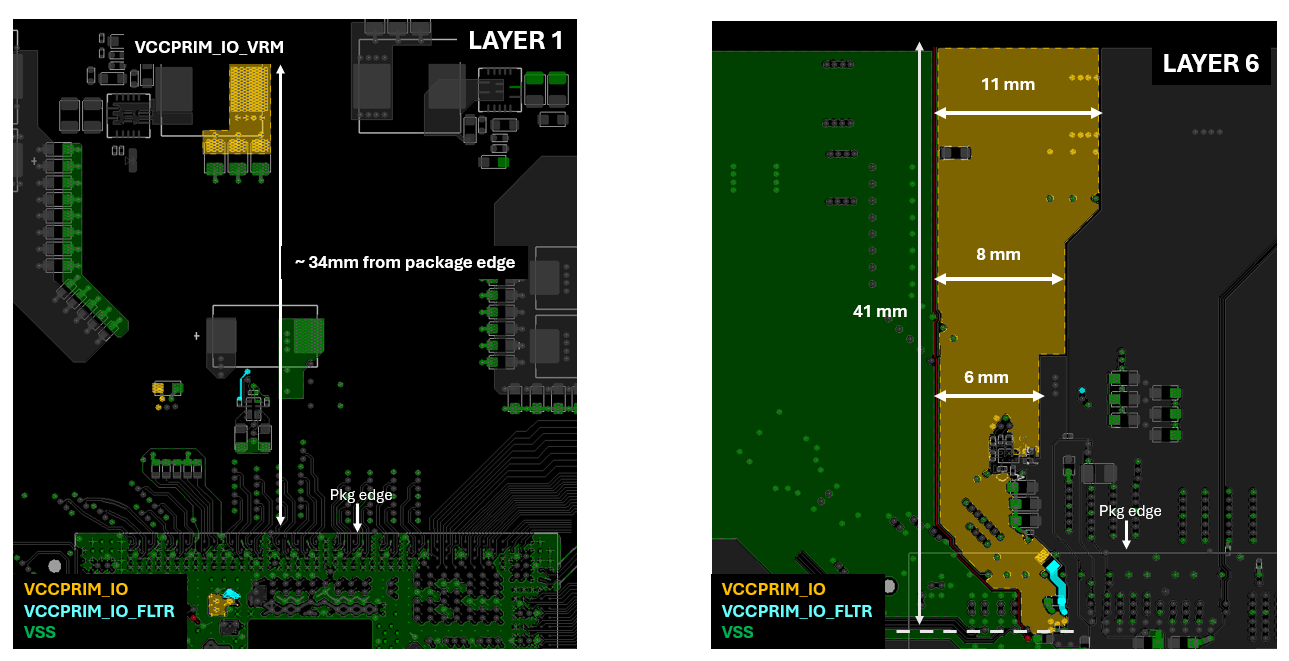 VCCPRIM_IO_VRM
LAYER 1
~ 34mm from package edge
Pkg edge
VCCPRIM_IO
VCCPRIM_IO_FLTR
VSS
LAYER 6
11 mm
8 mm
41 mm
6 mm
Pkg edge
VCCPRIM_IO
VCCPRIM_IO_FLTR
VSS